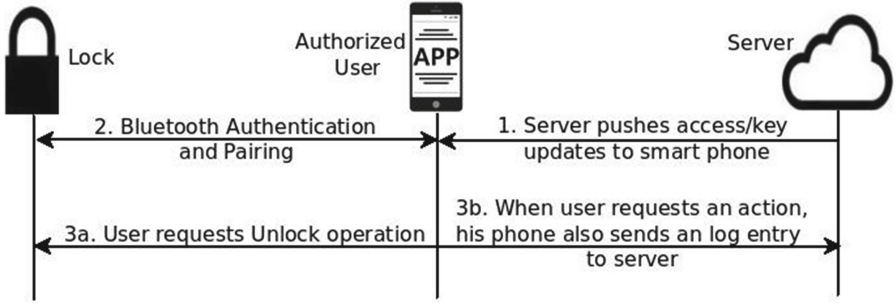 Lock
Authorized
User
APP
Server
2. Bluetooth Authentication
and Pairing
1. Server pushes access/key
updates to smart phone
3a. User requests Unlock operation
3b. When user requests an action,
his phone also sends an log entry
to server